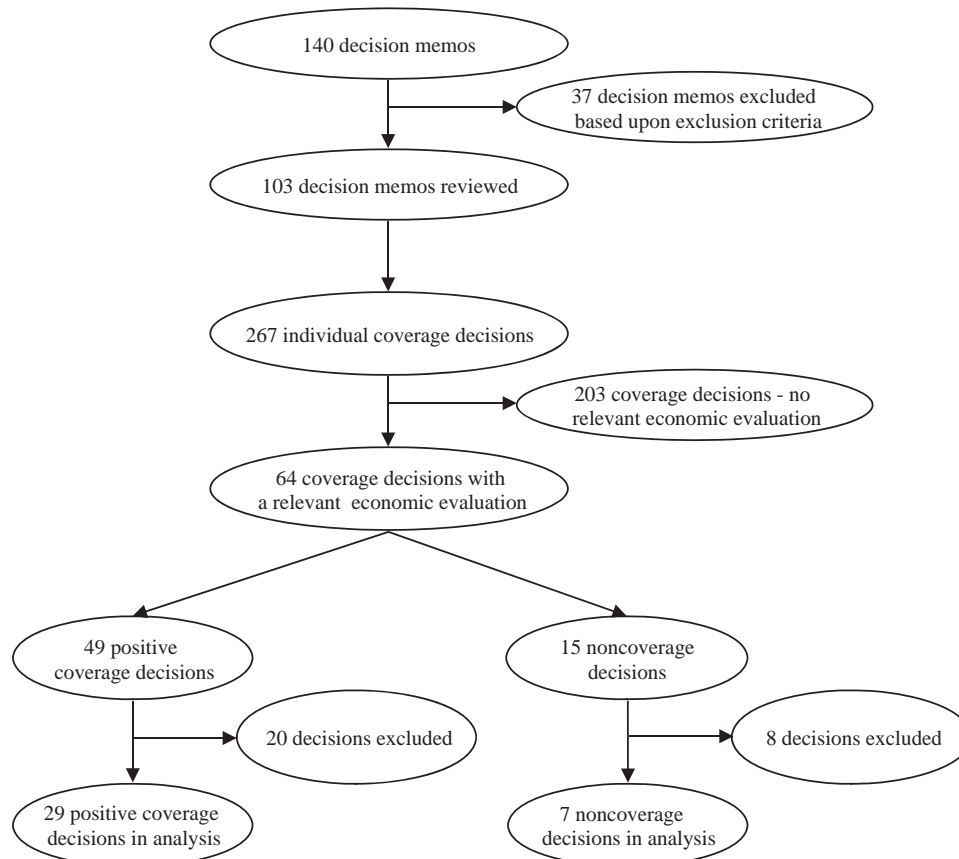 140 decision memos
37 decision memos excluded
based upon exclusion criteria
103 decision memos reviewed
267 individual coverage decisions
203 coverage decisions - no
relevant economic evaluation
64 coverage decisions with
a relevant economic evaluation
49 positive
coverage decisions
15 noncoverage
decisions
20 decisions excluded
8 decisions excluded
29 positive coverage
decisions in analysis
7 noncoverage
decisions in analysis